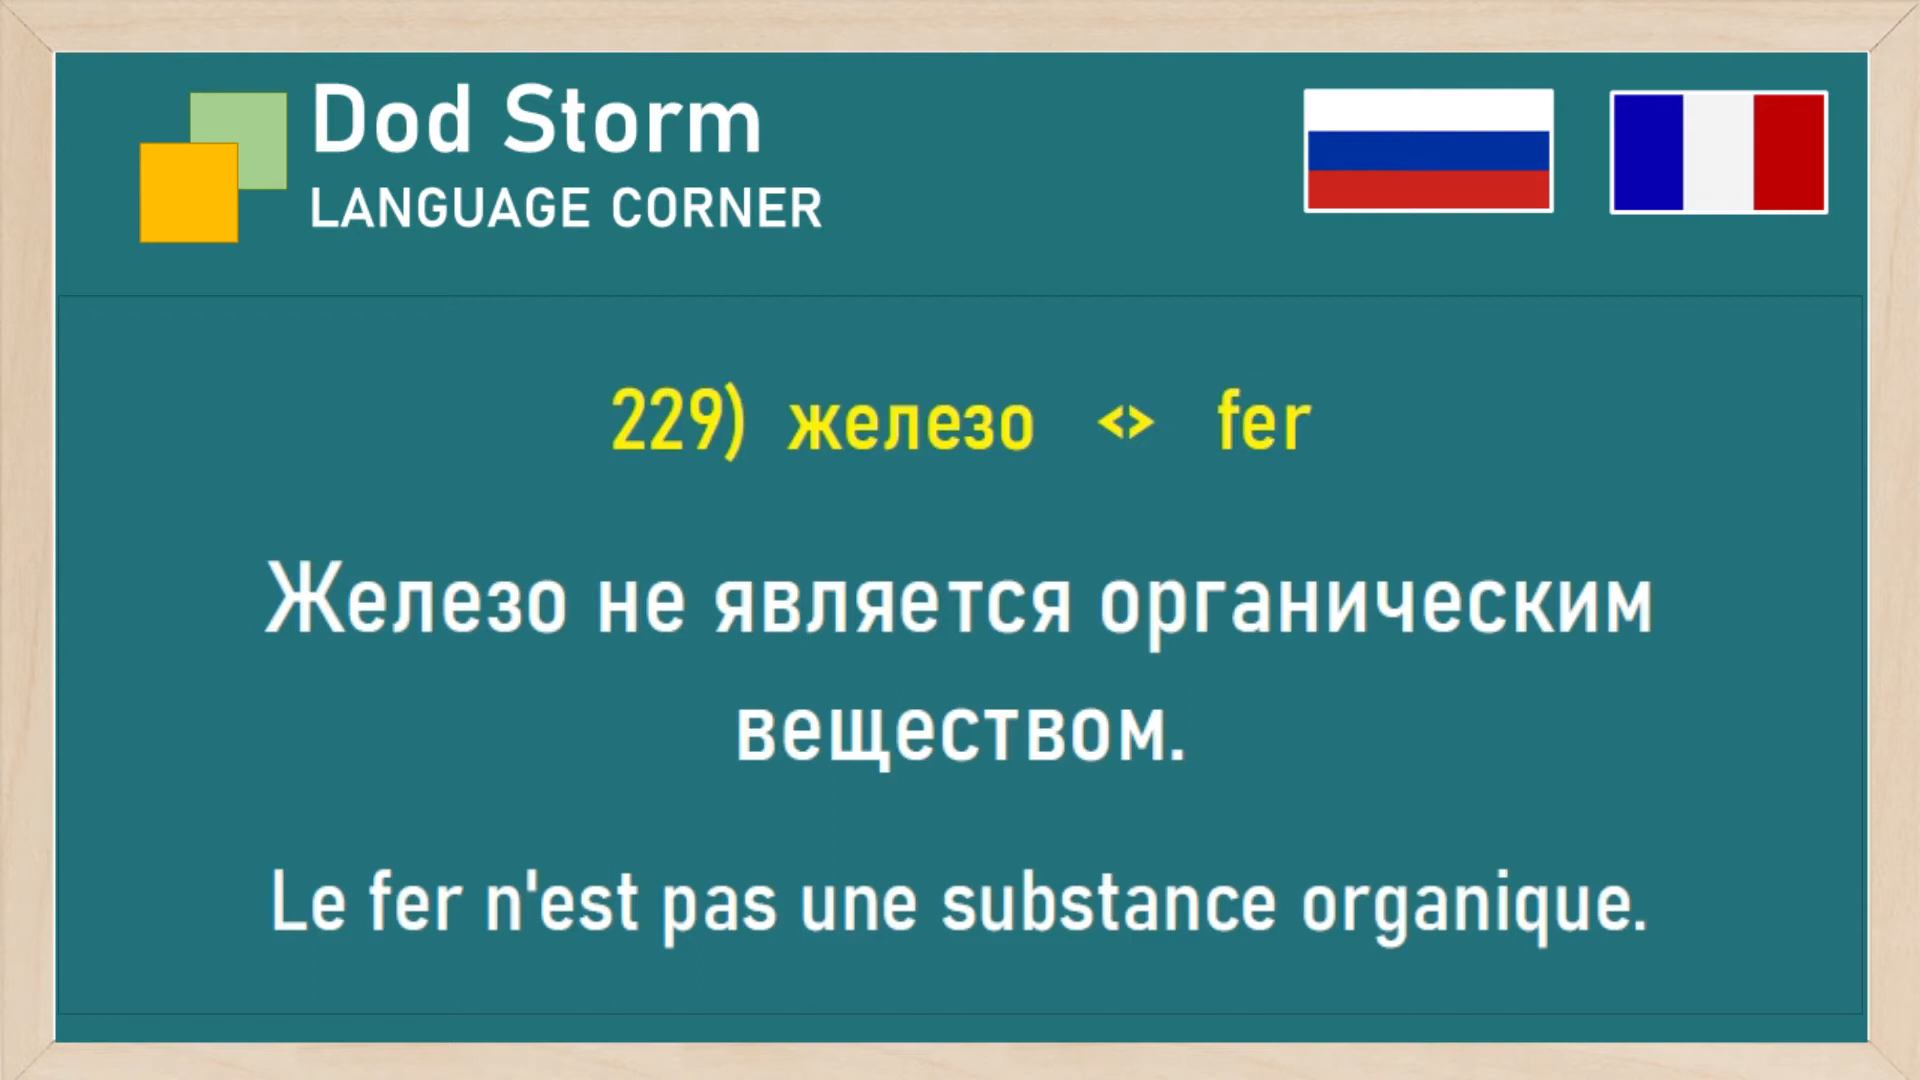 Dod Storm
LANGUAGE CORNER
229) железо <> fer
Железо не является органическим
веществом.
Le fer n'est pas une substance organique.